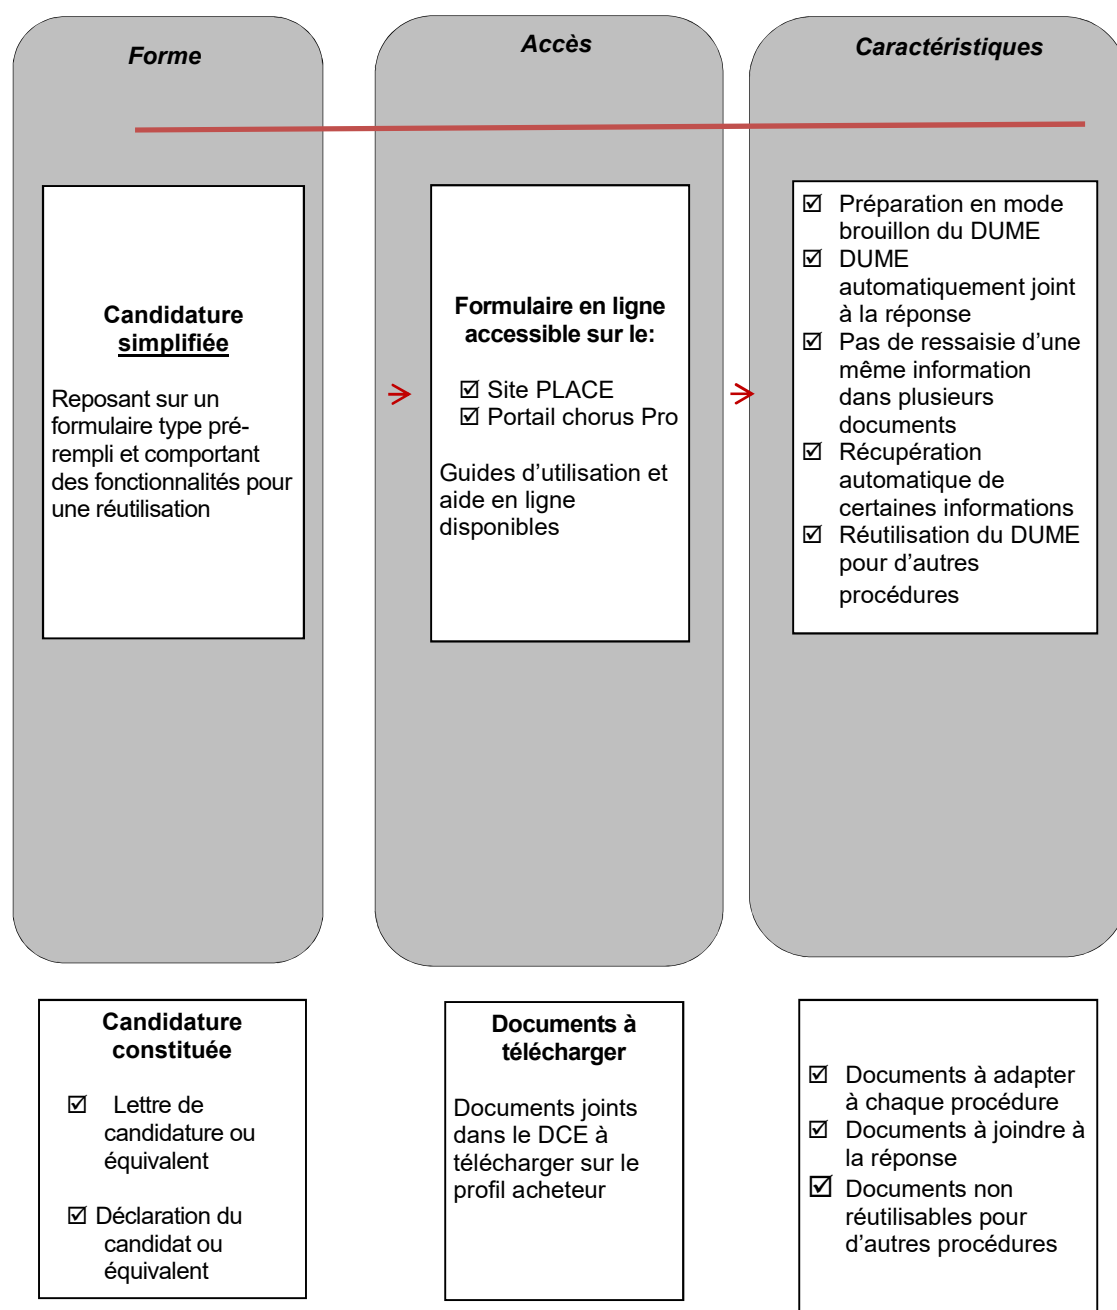 Forme
Accès
Caractéristiques
Candidature
simplifiée
Reposant sur un
formulaire type pré-
rempli et comportant
des fonctionnalités pour
une réutilisation
Formulaire en ligne
accessible sur le:
☑ Site PLACE
☑ Portail chorus Pro
Guides d’utilisation et
aide en ligne
disponibles
☑ Préparation en mode
brouillon du DUME
☑ DUME
automatiquement joint
à la réponse
☑ Pas de ressaisie d’une
même information
dans plusieurs
documents
☑ Récupération
automatique de
certaines informations
☑ Réutilisation du DUME
pour d’autres
procédures
Candidature
constituée
☑ Lettre de
candidature ou
équivalent
☑ Déclaration du
candidat ou
équivalent
Documents à
télécharger
Documents joints
dans le DCE à
télécharger sur le
profil acheteur
☑ Documents à adapter
à chaque procédure
☑ Documents à joindre à
la réponse
☑ Documents non
réutilisables pour
d’autres procédures